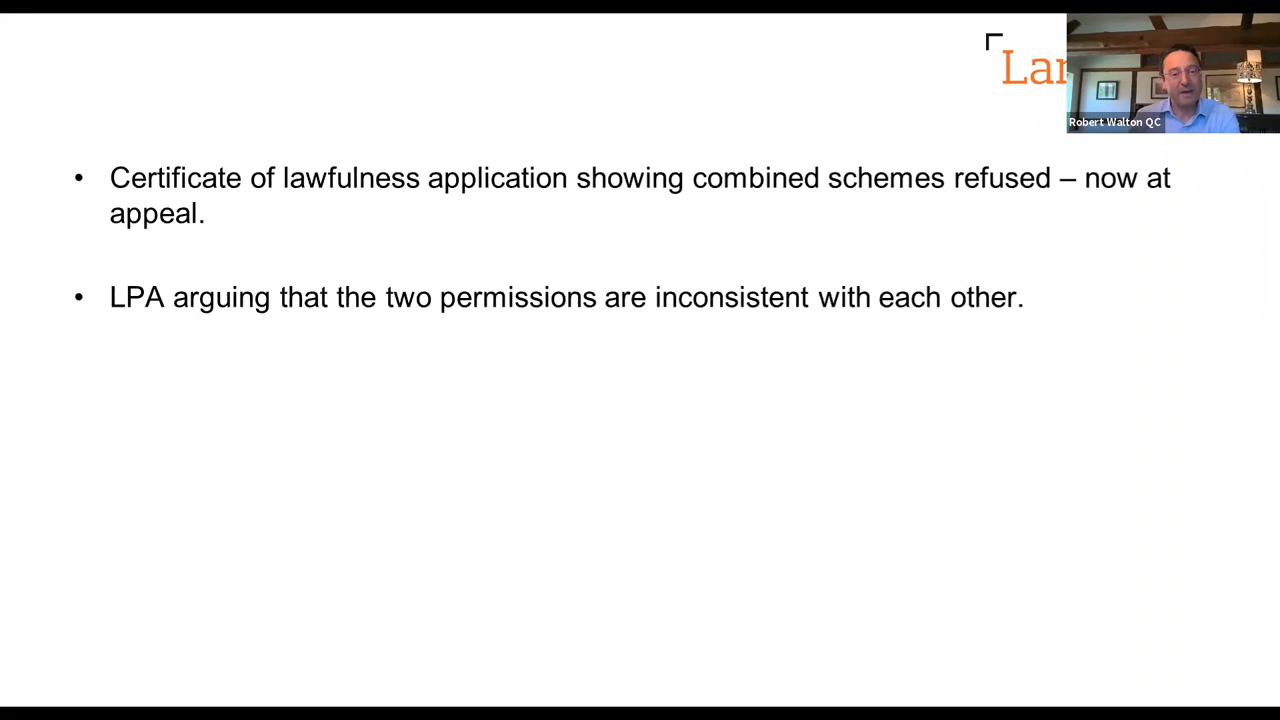 Lan
Robert Walton QC
• Certificate of lawfulness application showing combined schemes refused – now at
appeal.
• LPA arguing that the two permissions are inconsistent with each other.